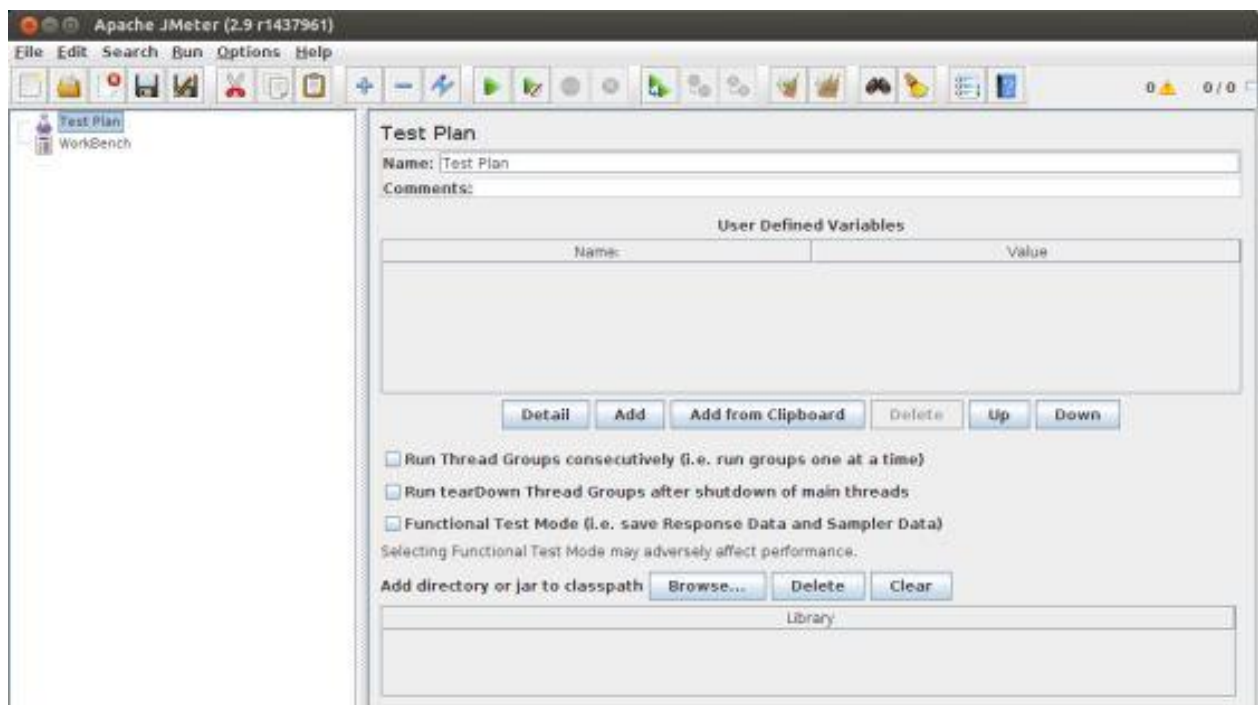 Apache JMeter (2.9 r1437961)
File Edit Search Run Options Help
0 0 / 0
Test Plan
WorkBench
Test Plan
Name: Test Plan
Comments:
User Defined Variables
Name: Value
Detail Add Add from Clipboard Delete Up Down
Run Thread Groups consecutively (i.e. run groups one at a time)
Run tearDown Thread Groups after shutdown of main threads
Functional Test Mode (i.e. save Response Data and Sampler Data)
Selecting Functional Test Mode may adversely affect performance.
Add directory or jar to classpath Browse... Delete Clear
Library